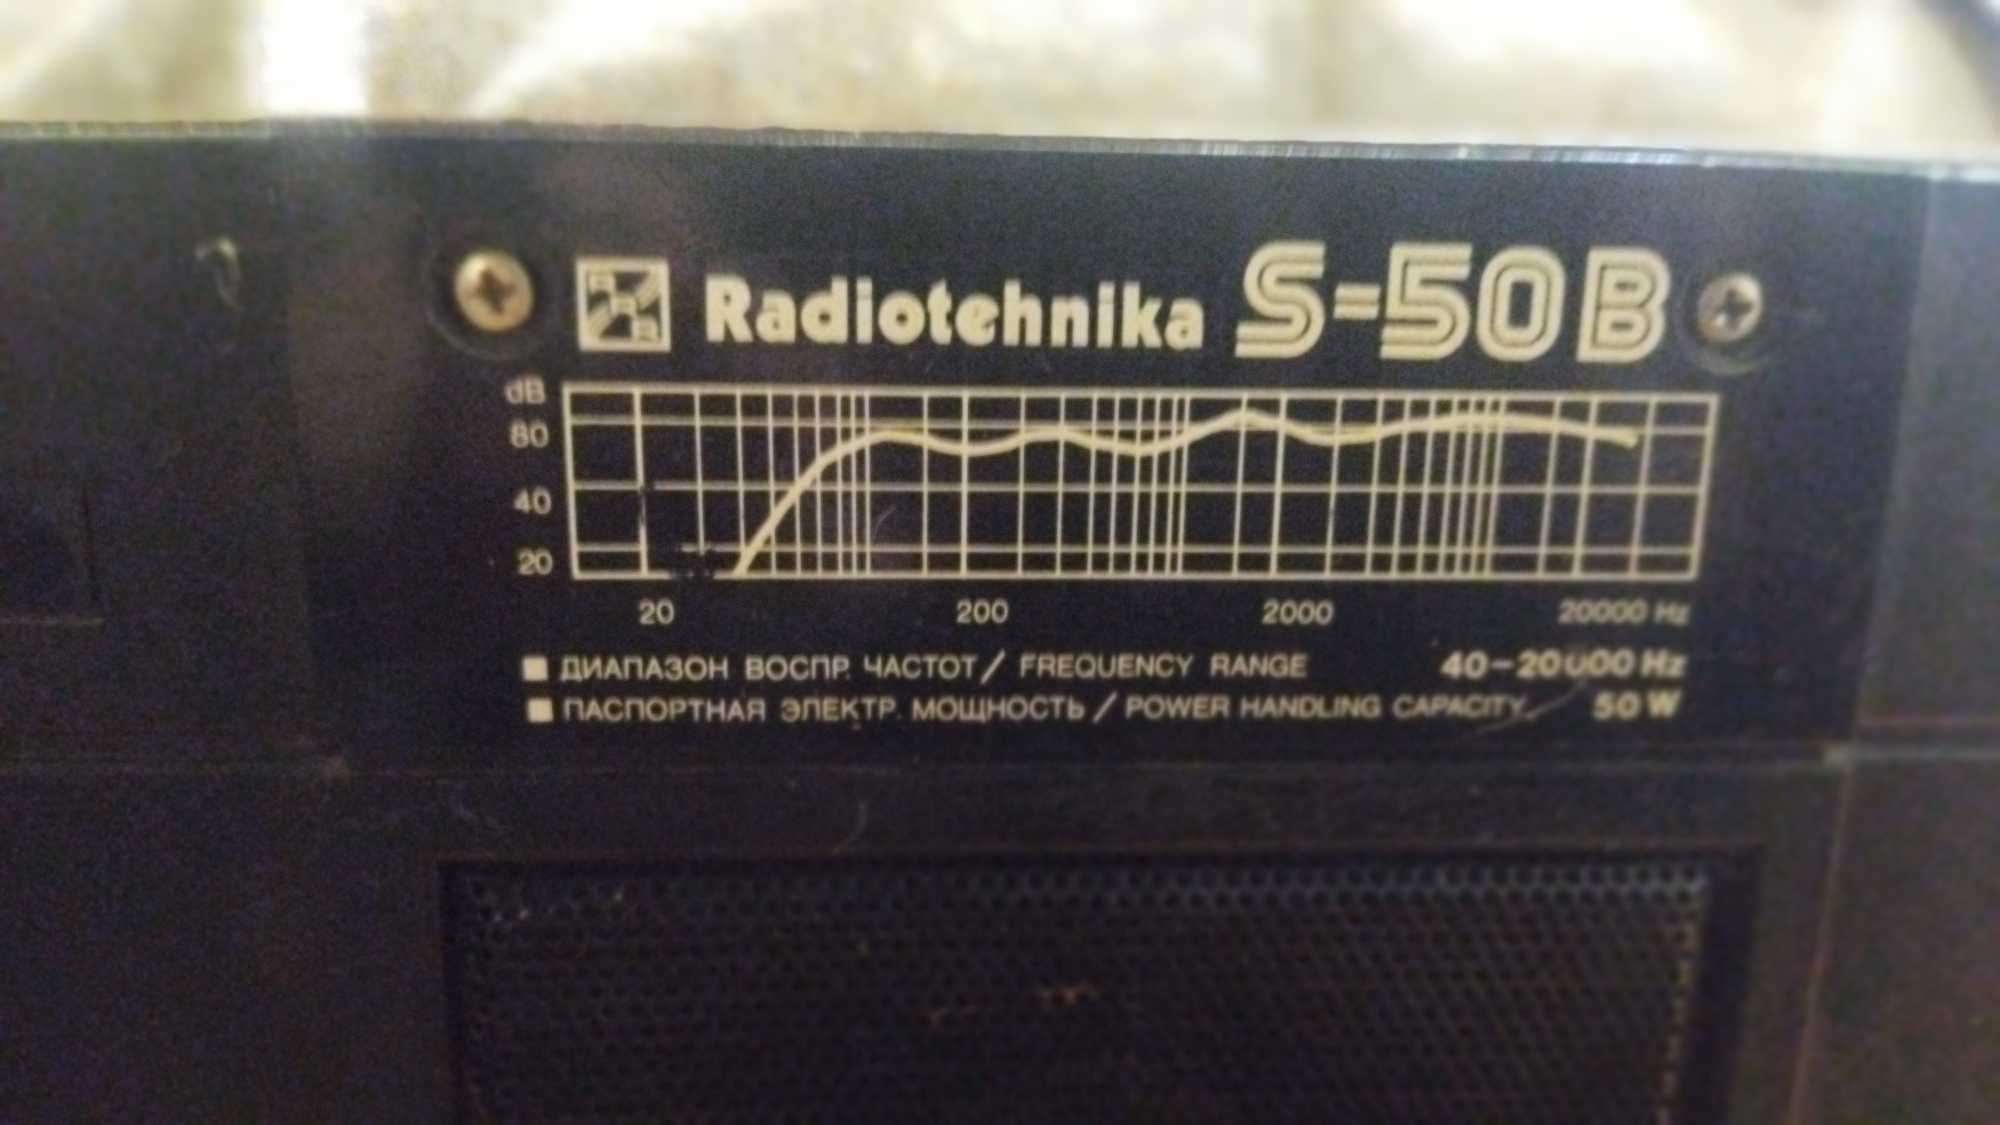 RRR Radiotehnika S-50B
dB
80
40
20
20 200 2000 20000 Hz
ДИАПАЗОН ВОСПР. ЧАСТОТ/ FREQUENCY RANGE 40-20000 Hz
ПАСПОРТНАЯ ЭЛЕКТР. МОЩНОСТЬ / POWER HANDLING CAPACITY 50 W